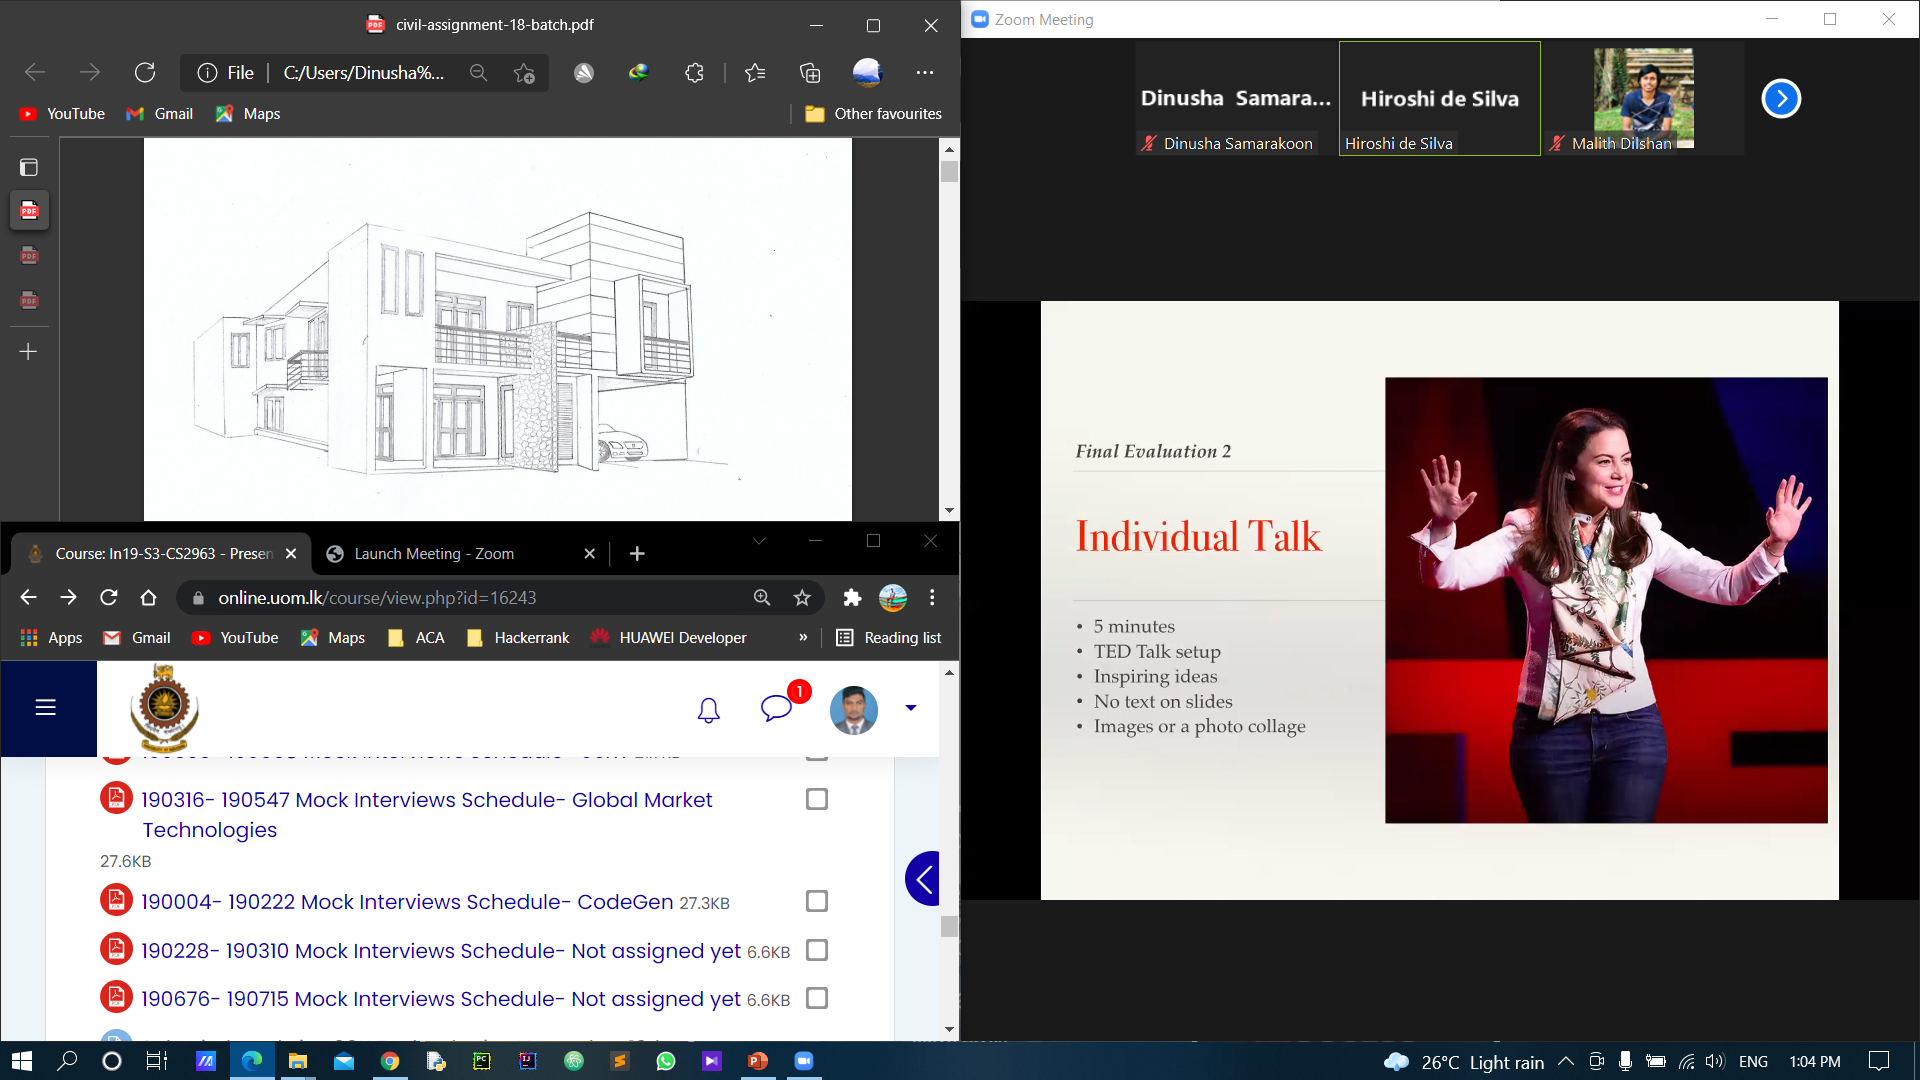 civil-assignment-18-batch.pdf
File
C:/Users/Dinusha%...
YouTube
Gmail
Maps
Other favourites
Course: In19-S3-CS2963 - Presen
Launch Meeting - Zoom
online.uom.lk/course/view.php?id=16243
Apps
Gmail
YouTube
Maps
ACA
Hackerrank
HUAWEI Developer
»
Reading list
1
190316- 190547 Mock Interviews Schedule- Global Market
Technologies
27.6KB
190004- 190222 Mock Interviews Schedule- CodeGen 27.3KB
190228- 190310 Mock Interviews Schedule- Not assigned yet 6.6KB
190676- 190715 Mock Interviews Schedule- Not assigned yet 6.6KB
Zoom Meeting
Dinusha Samara...
Dinusha Samarakoon
Hiroshi de Silva
Hiroshi de Silva
Malith Dilshan
Final Evaluation 2
Individual Talk
• 5 minutes
• TED Talk setup
• Inspiring ideas
• No text on slides
• Images or a photo collage
26°C Light rain
ENG
1:04 PM